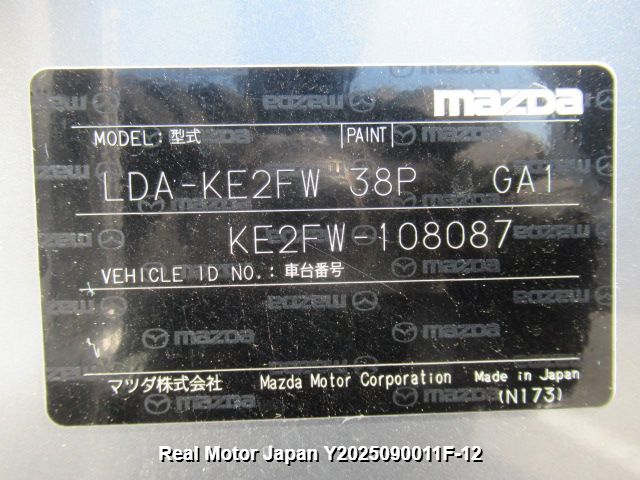 mazda
MODEL: 型式 PAINT
LDA-KE2FW 38P GA1
KE2FW-108087
VEHICLE ID NO.: 車台番号
マツダ株式会社 Mazda Motor Corporation Made in Japan
(N173)
Real Motor Japan Y2025090011F-12